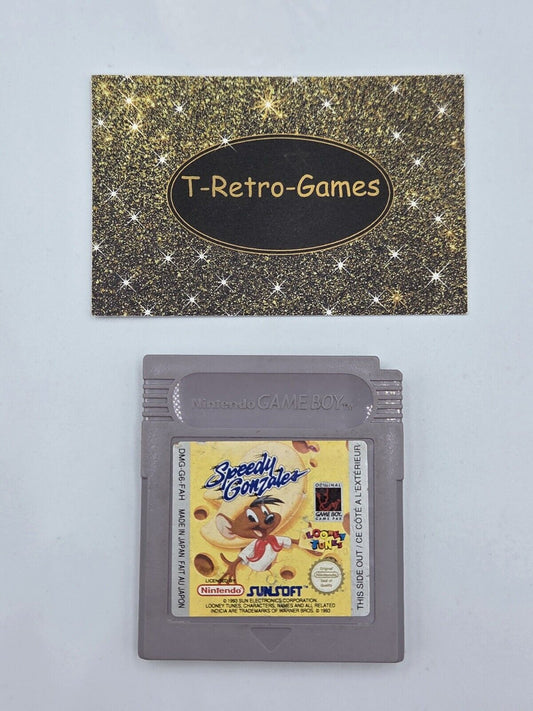 T-Retro-Games
Nintendo GAME BOY TM
DMG-G6-FAH MADE IN JAPAN FAIT AU JAPON
Speedy
Gonzales
ORIGINAL
GAME BOY
GAME PAK
LOONEY
TUNES
Original
Nintendo
Seal of
Quality
LICENSED BY
Nintendo
SUNSOFT
© 1993 SUN ELECTRONICS CORPORATION.
LOONEY TUNES, CHARACTERS, NAMES AND ALL RELATED
INDICIA ARE TRADEMARKS OF WARNER BROS. © 1993
THIS SIDE OUT / CE CÔTÉ A L'EXTÉRIEUR